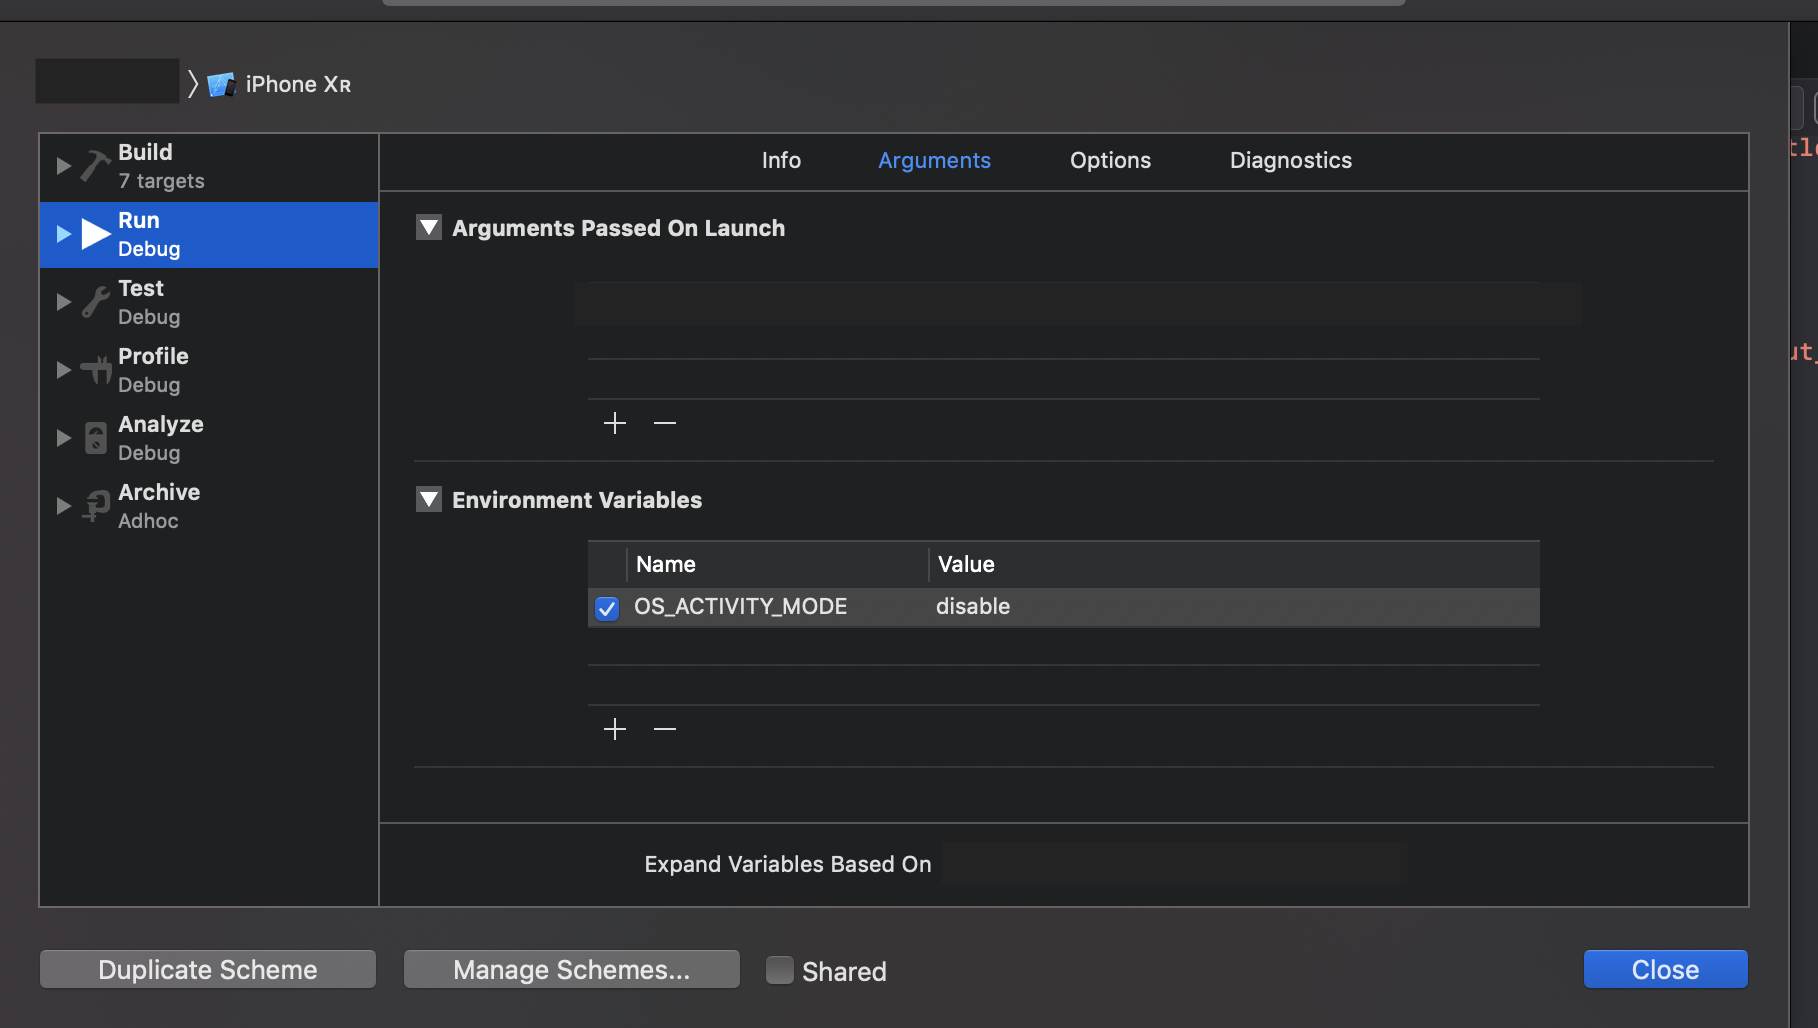 iPhone XR
Build
7 targets
Run
Debug
Test
Debug
Profile
Debug
Analyze
Debug
Archive
Adhoc
Info Arguments Options Diagnostics
Arguments Passed On Launch
Environment Variables
Name Value
OS_ACTIVITY_MODE disable
Expand Variables Based On
Duplicate Scheme Manage Schemes... Shared Close